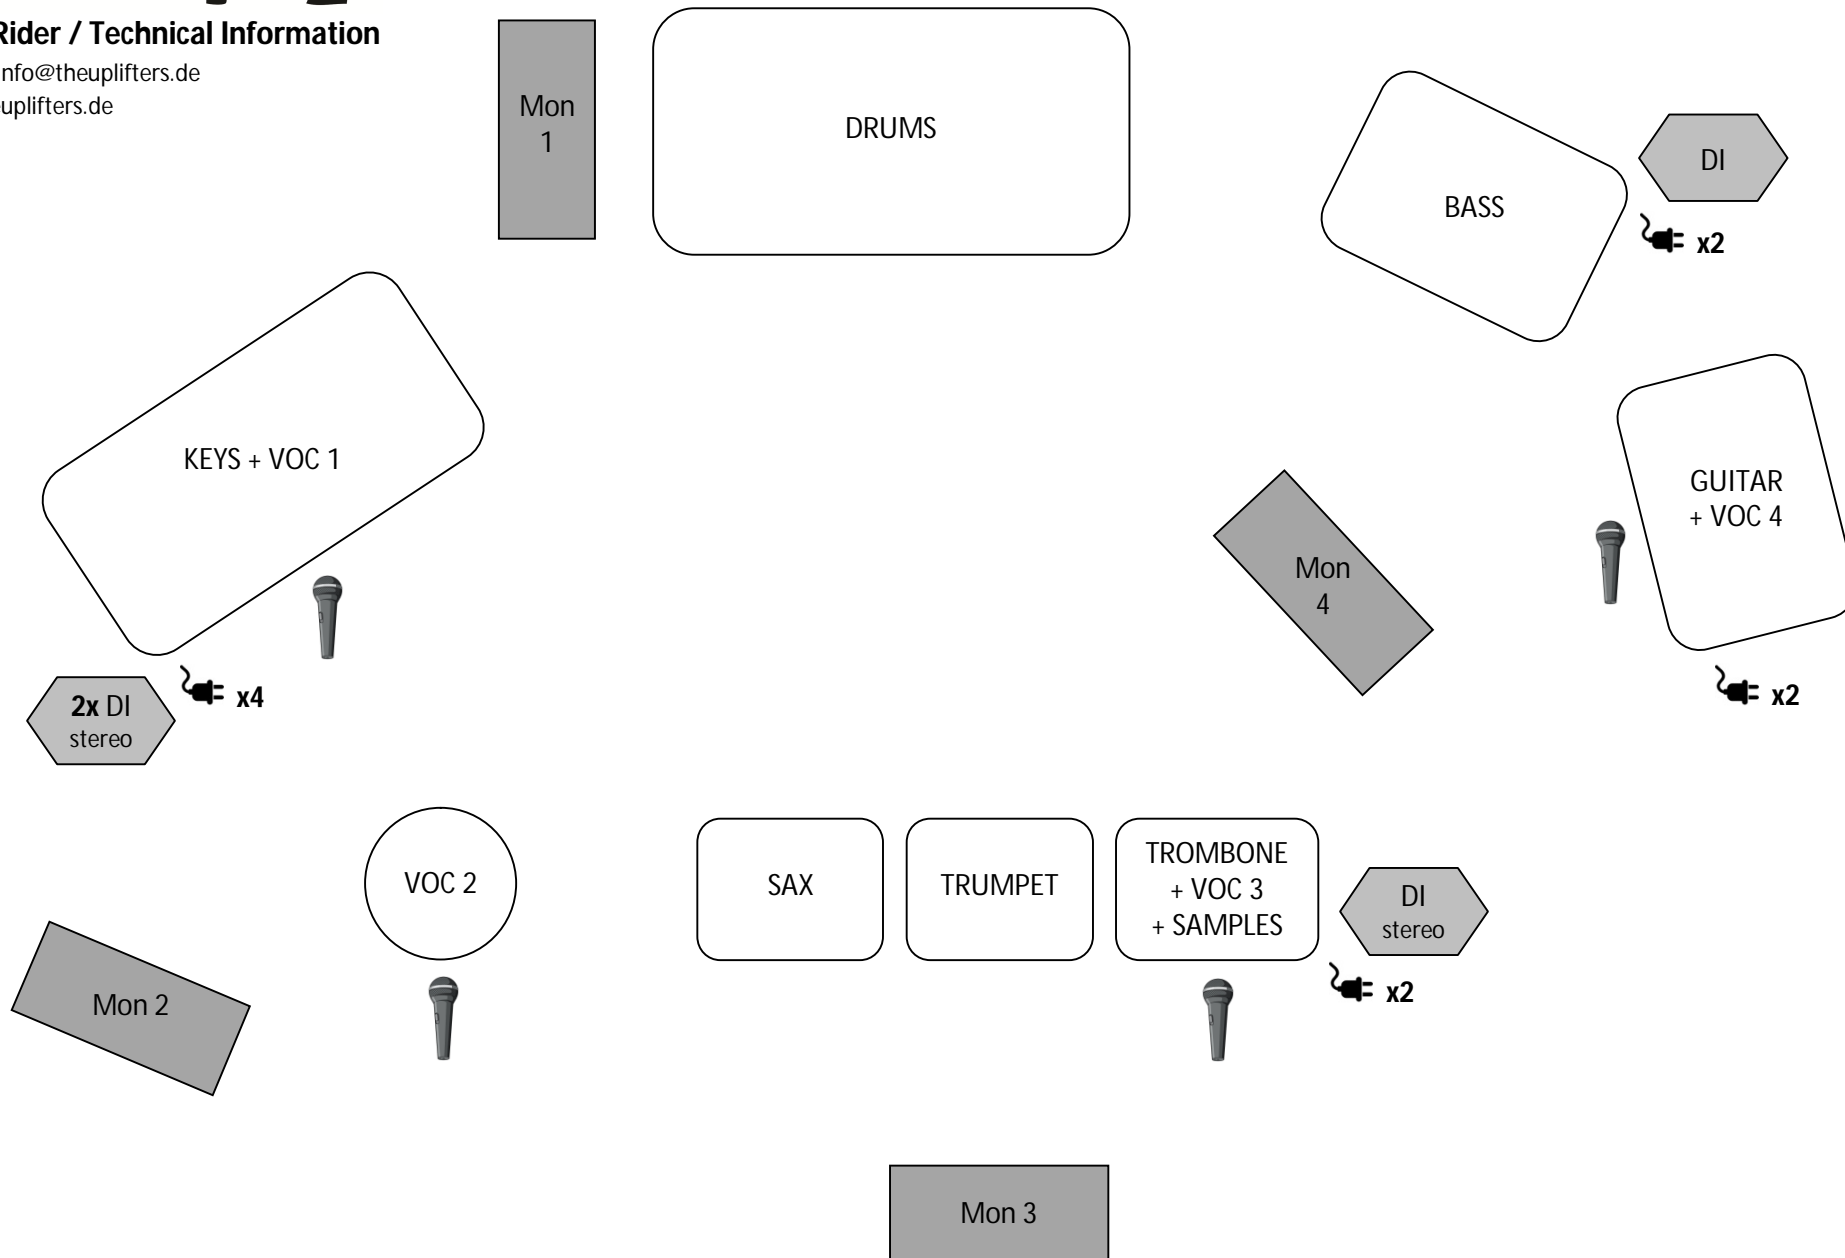 Rider / Technical Information
info@theuplifters.de
uplifters.de
Mon
1
DRUMS
DI
BASS
x2
KEYS + VOC 1
GUITAR
+ VOC 4
Mon
4
x4
x2
2x DI
stereo
VOC 2
SAX
TRUMPET
TROMBONE
+ VOC 3
+ SAMPLES
DI
stereo
x2
Mon 2
Mon 3